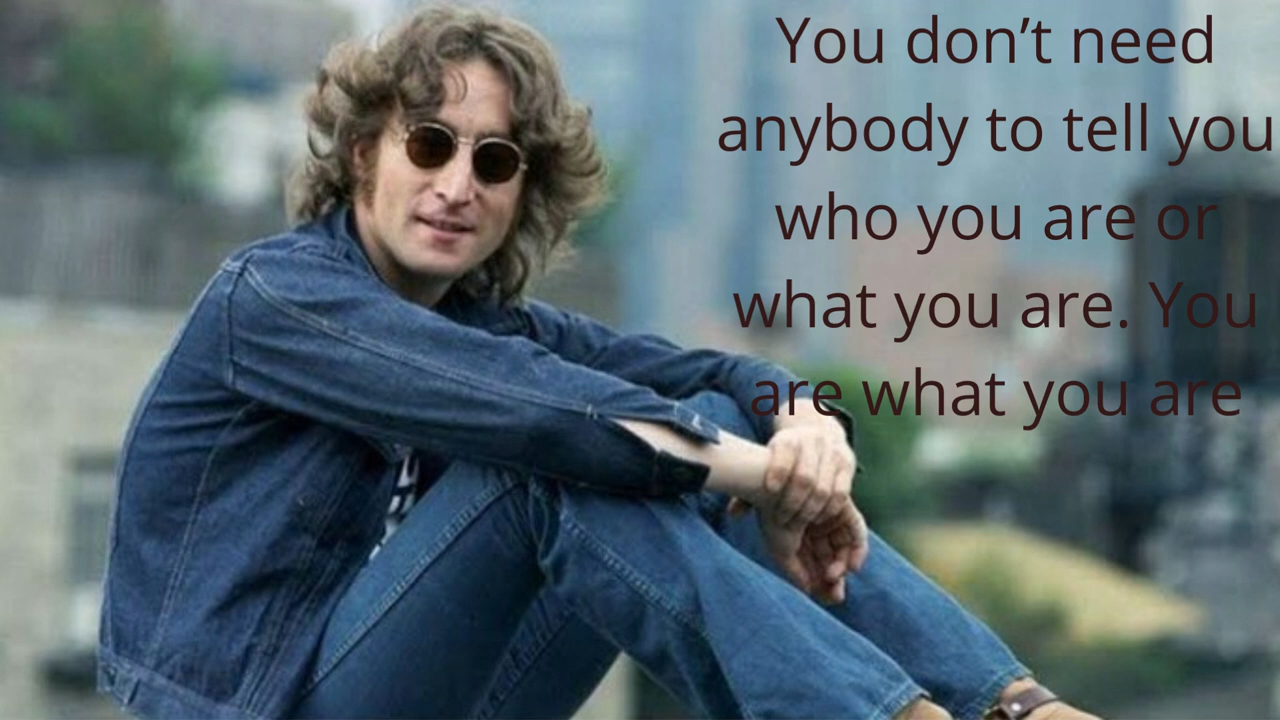 You don’t need
anybody to tell you
who you are or
what you are. You
are what you are